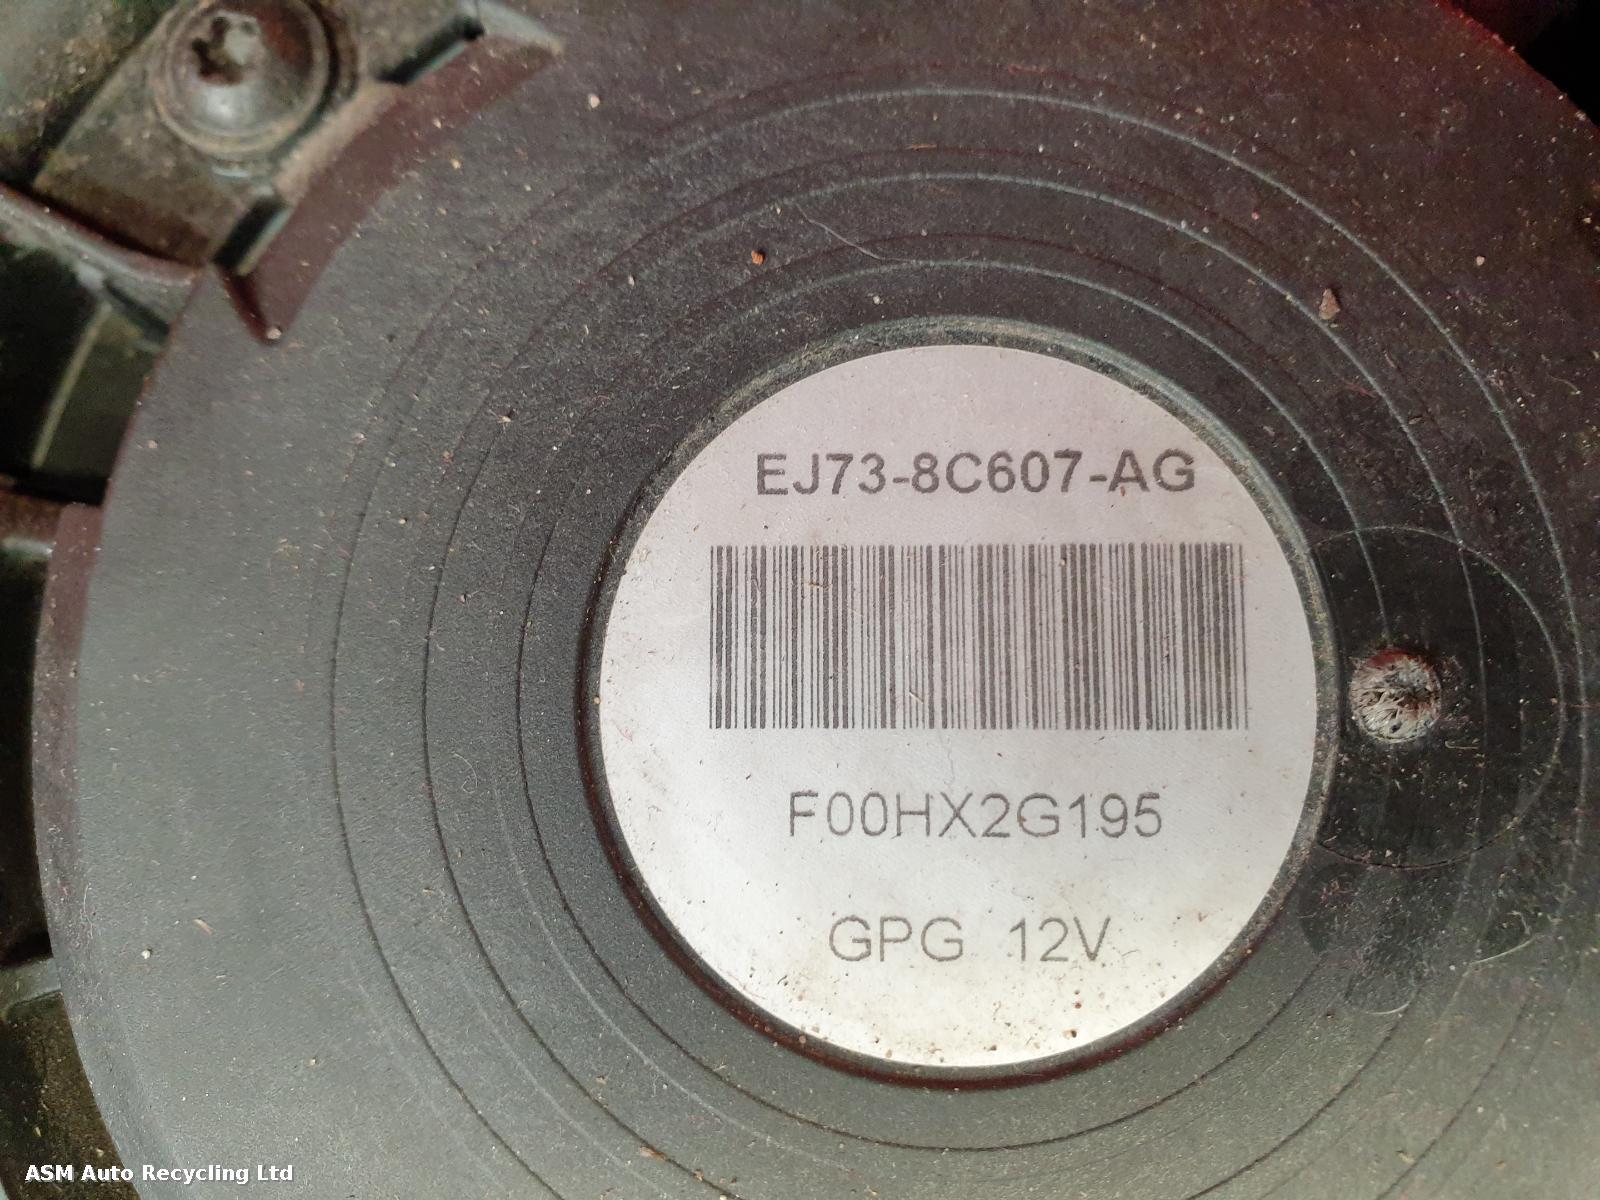 EJ73-8C607-AG
F00HX2G195
GPG 12V
ASM Auto Recycling Ltd